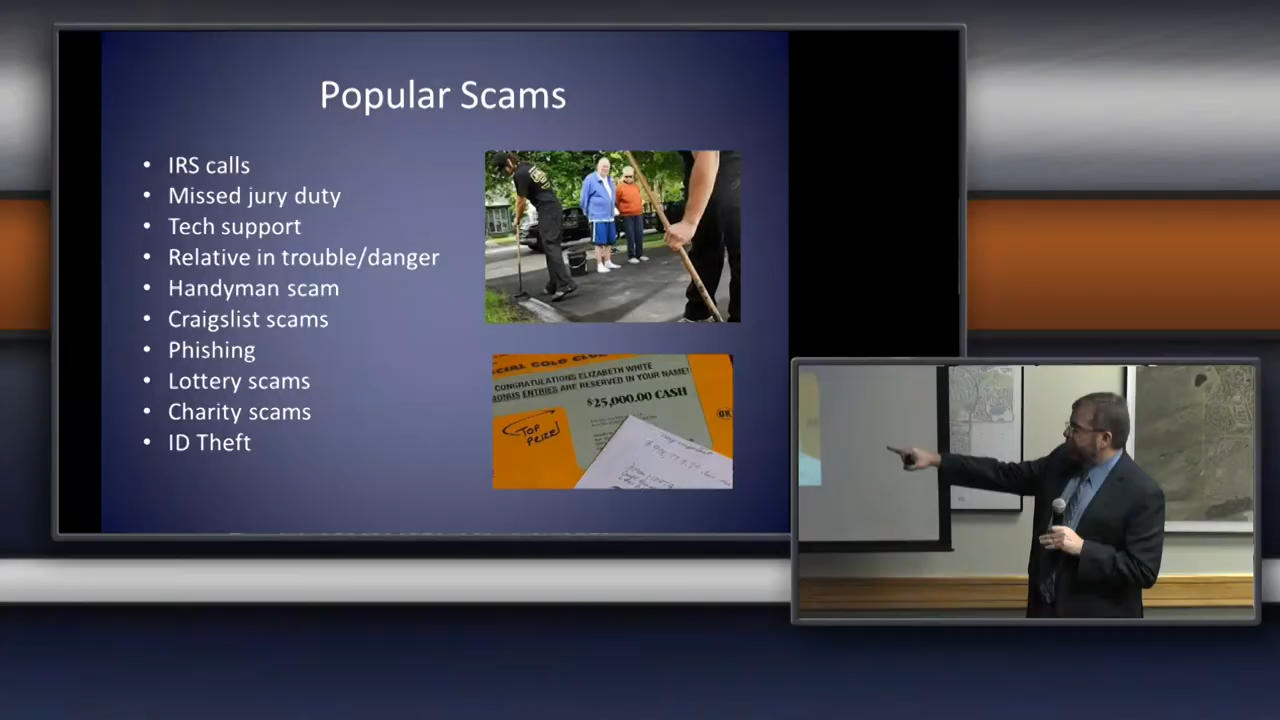 Popular Scams
• IRS calls
• Missed jury duty
• Tech support
• Relative in trouble/danger
• Handyman scam
• Craigslist scams
• Phishing
• Lottery scams
• Charity scams
• ID Theft
CONGRATULATIONS ELIZABETH WHITE
BONUS ENTRIES ARE RESERVED IN YOUR NAME!
$25,000.00 CASH
TOP
PRIZE!